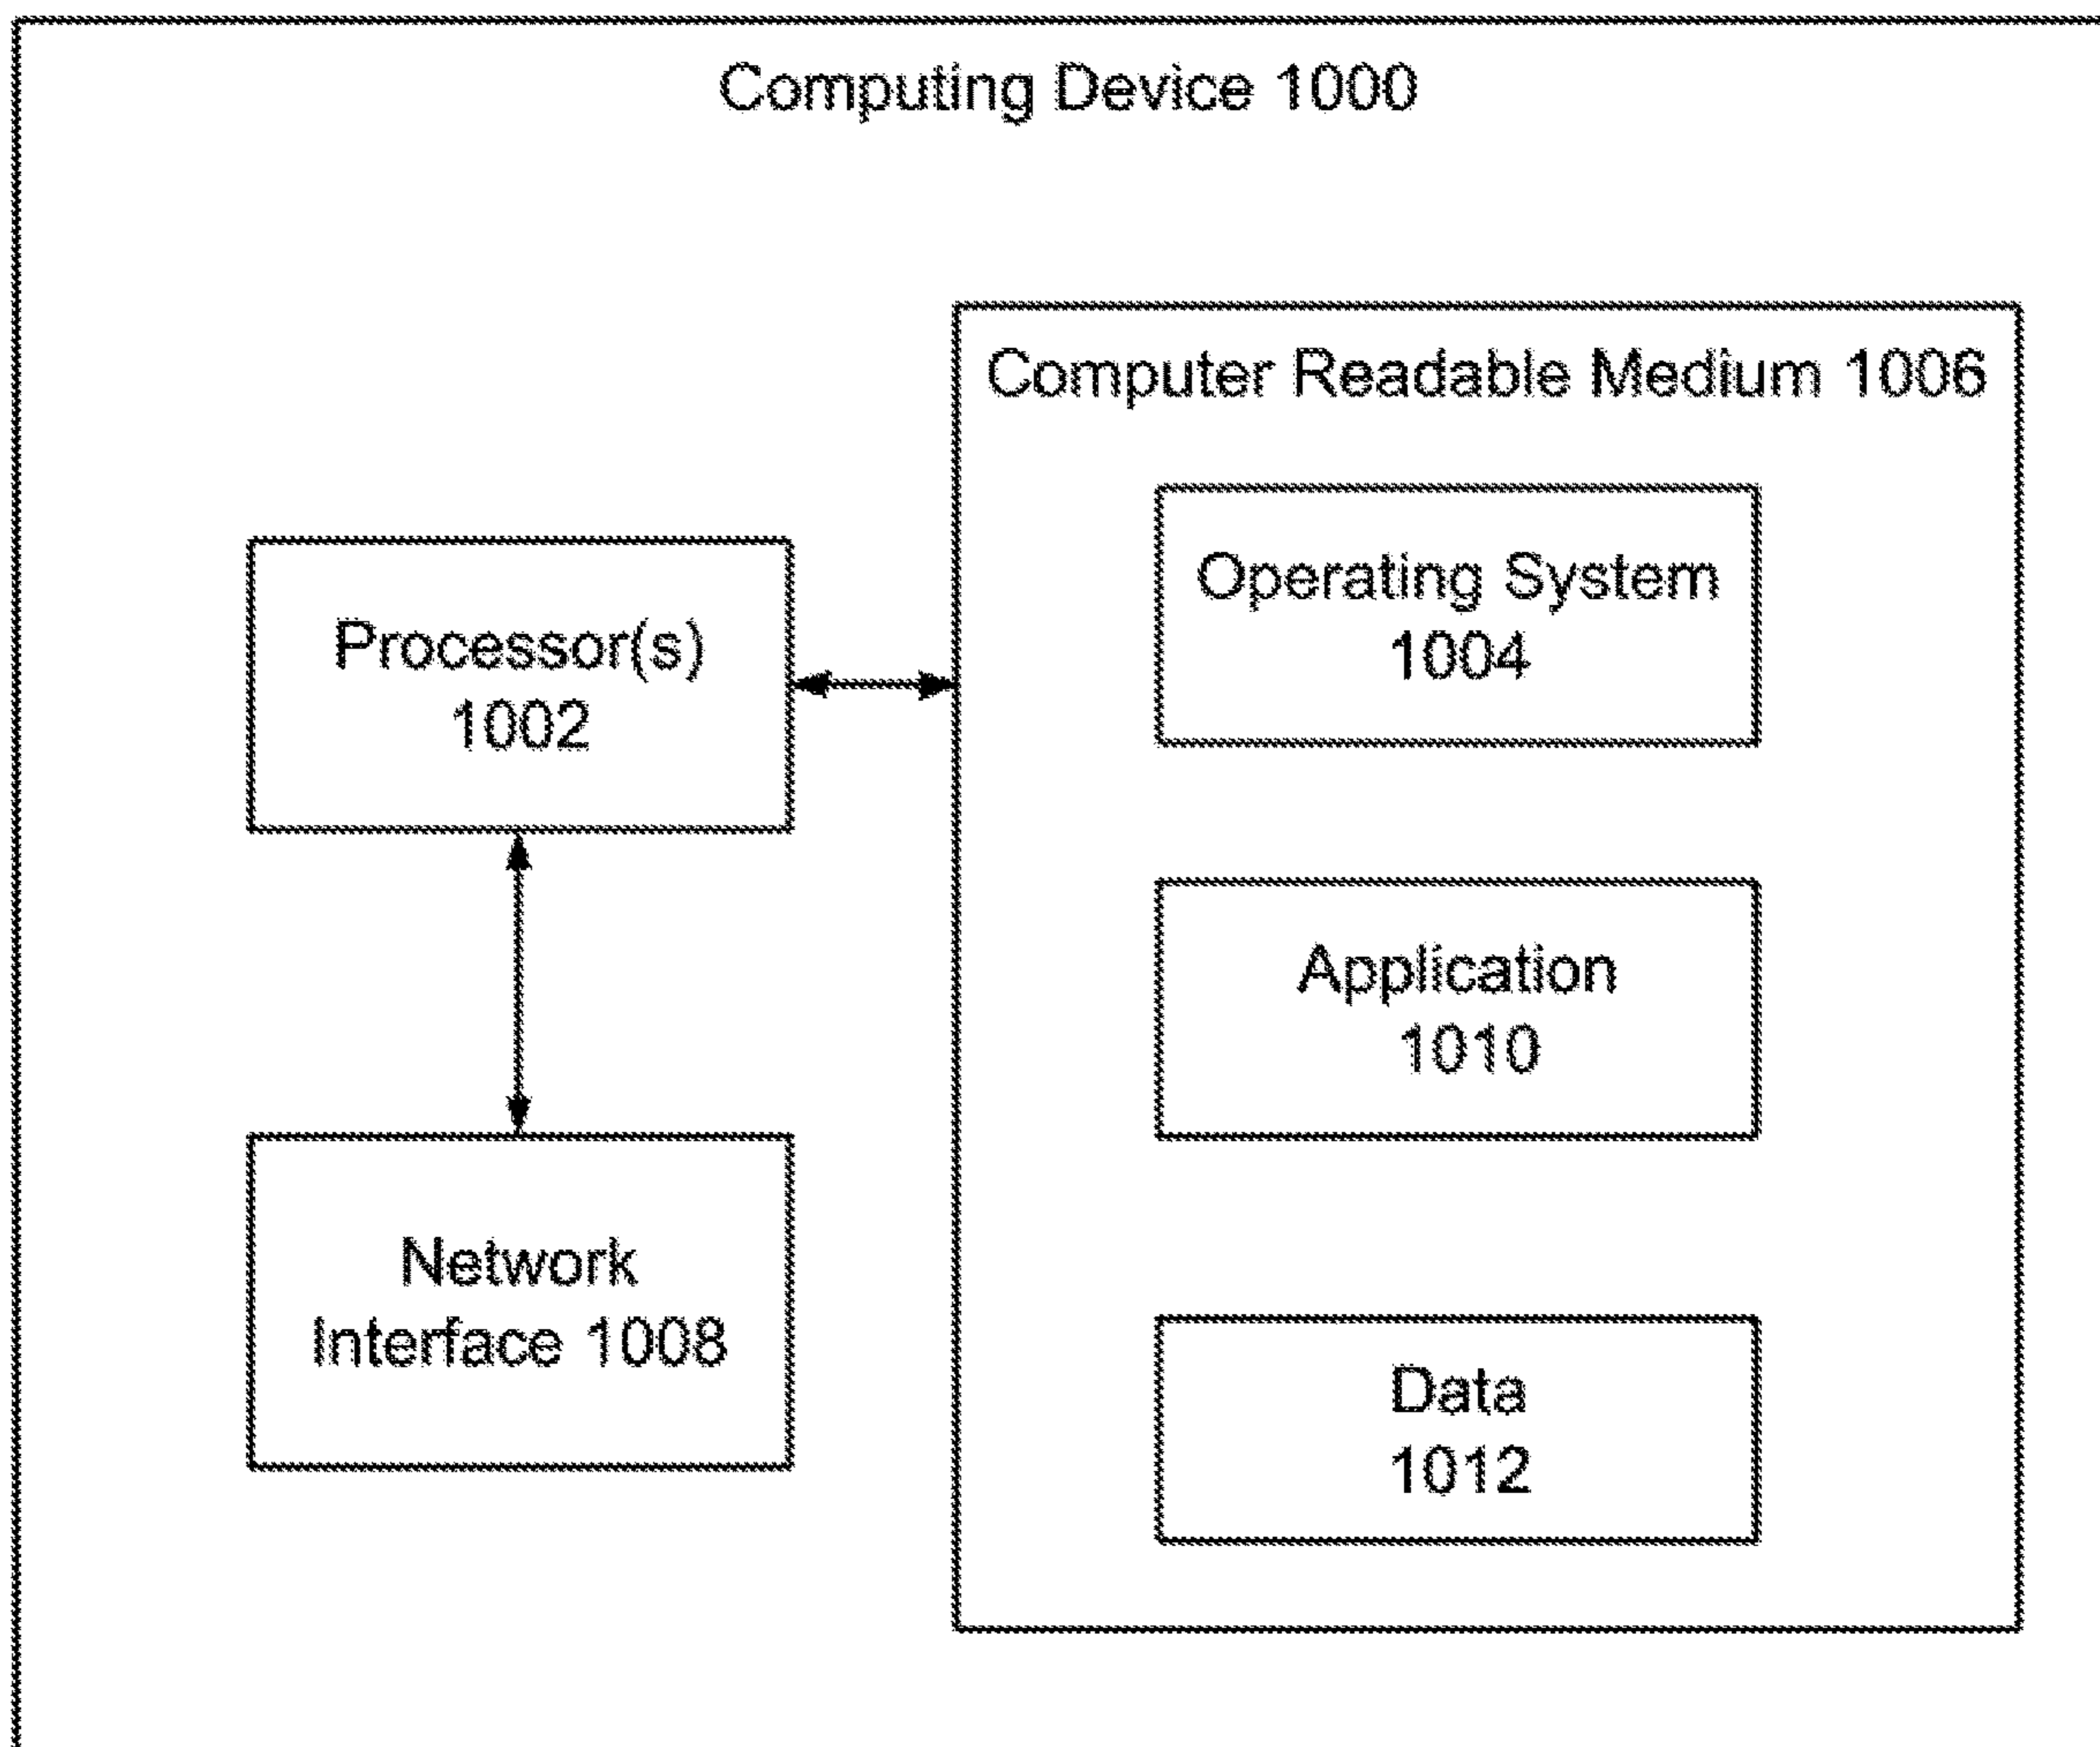 Computing Device 1000
Computer Readable Medium 1006
Operating System
1004
Processor(s)
1002
Application
1010
Network
Interface 1008
Data
1012